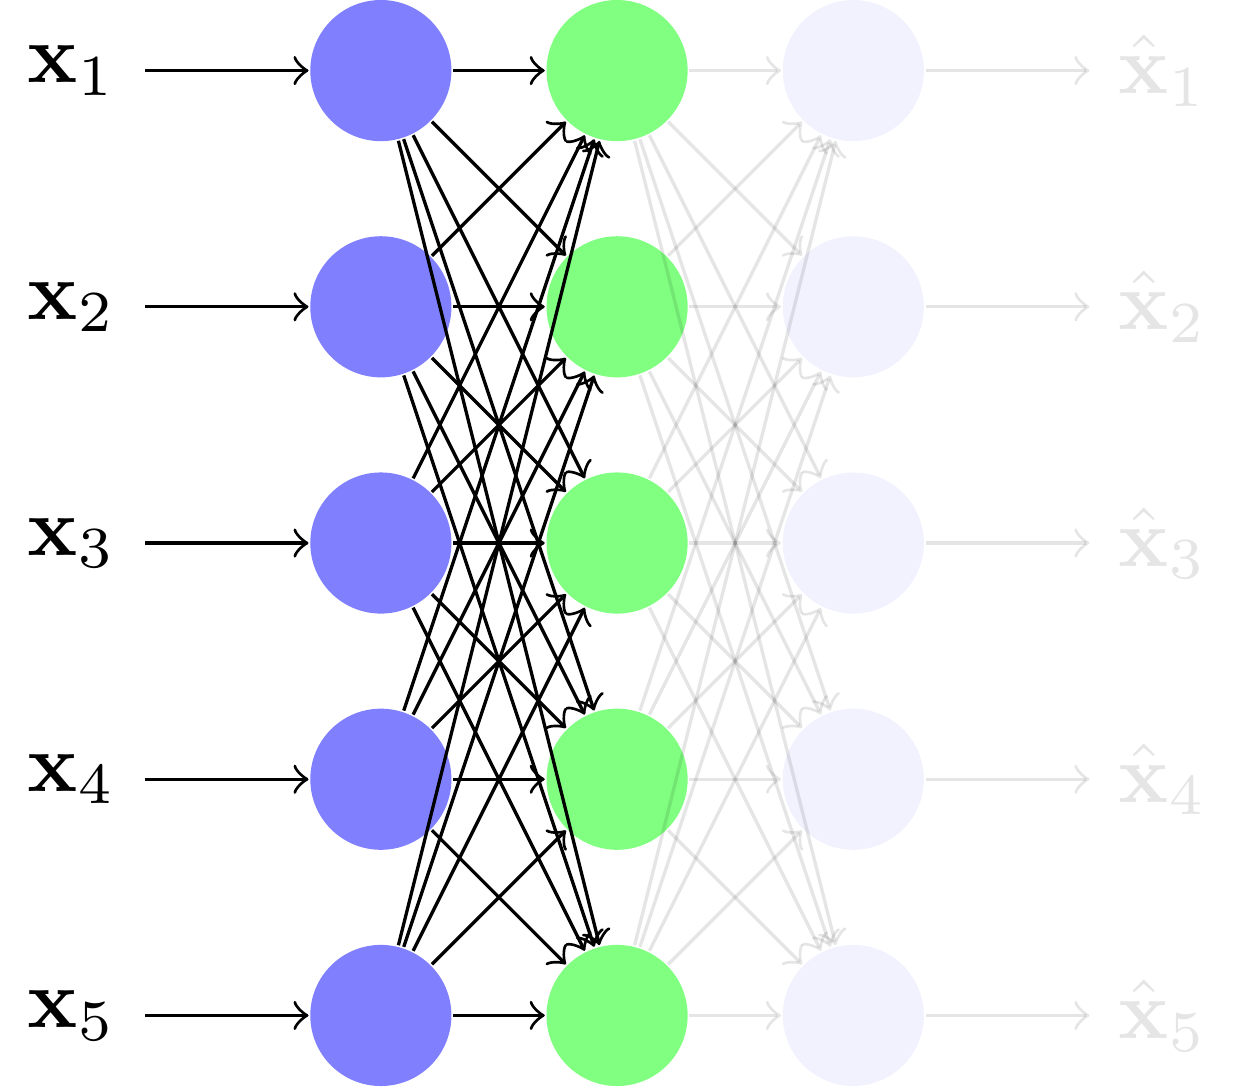 x₁ x̂₁
x₂ x̂₂
x₃ x̂₃
x₄ x̂₄
x₅ x̂₅